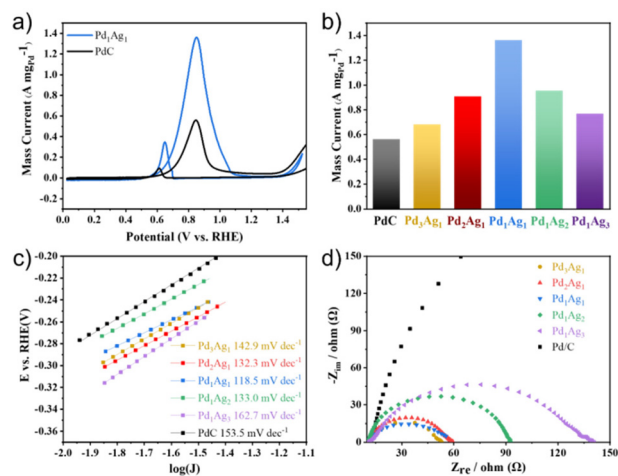 a)
Pd₁Ag₁
PdC
Mass Current (A mg_Pd⁻¹)
1.4
1.2
1.0
0.8
0.6
0.4
0.2
0.0
-0.2
0.0 0.2 0.4 0.6 0.8 1.0 1.2 1.4
Potential (V vs. RHE)
b)
Mass Current (A mg_Pd⁻¹)
1.4
1.2
1.0
0.8
0.6
0.4
0.2
0.0
PdC Pd₃Ag₁ Pd₂Ag₁ Pd₁Ag₁ Pd₁Ag₂ Pd₁Ag₃
c)
E vs. RHE(V)
-0.20
-0.22
-0.24
-0.26
-0.28
-0.30
-0.32
-0.34
-0.36
Pd₃Ag₁ 142.9 mV dec⁻¹
Pd₂Ag₁ 132.3 mV dec⁻¹
Pd₁Ag₁ 118.5 mV dec⁻¹
Pd₁Ag₂ 133.0 mV dec⁻¹
Pd₁Ag₃ 162.7 mV dec⁻¹
PdC 153.5 mV dec⁻¹
-2.0 -1.9 -1.8 -1.7 -1.6 -1.5 -1.4 -1.3
log(J)
d)
-Z_im / ohm (Ω)
150
120
90
60
30
0
Pd₃Ag₁
Pd₂Ag₁
Pd₁Ag₁
Pd₁Ag₂
Pd₁Ag₃
Pd/C
0 30 60 90 120 150
Z_re / ohm (Ω)